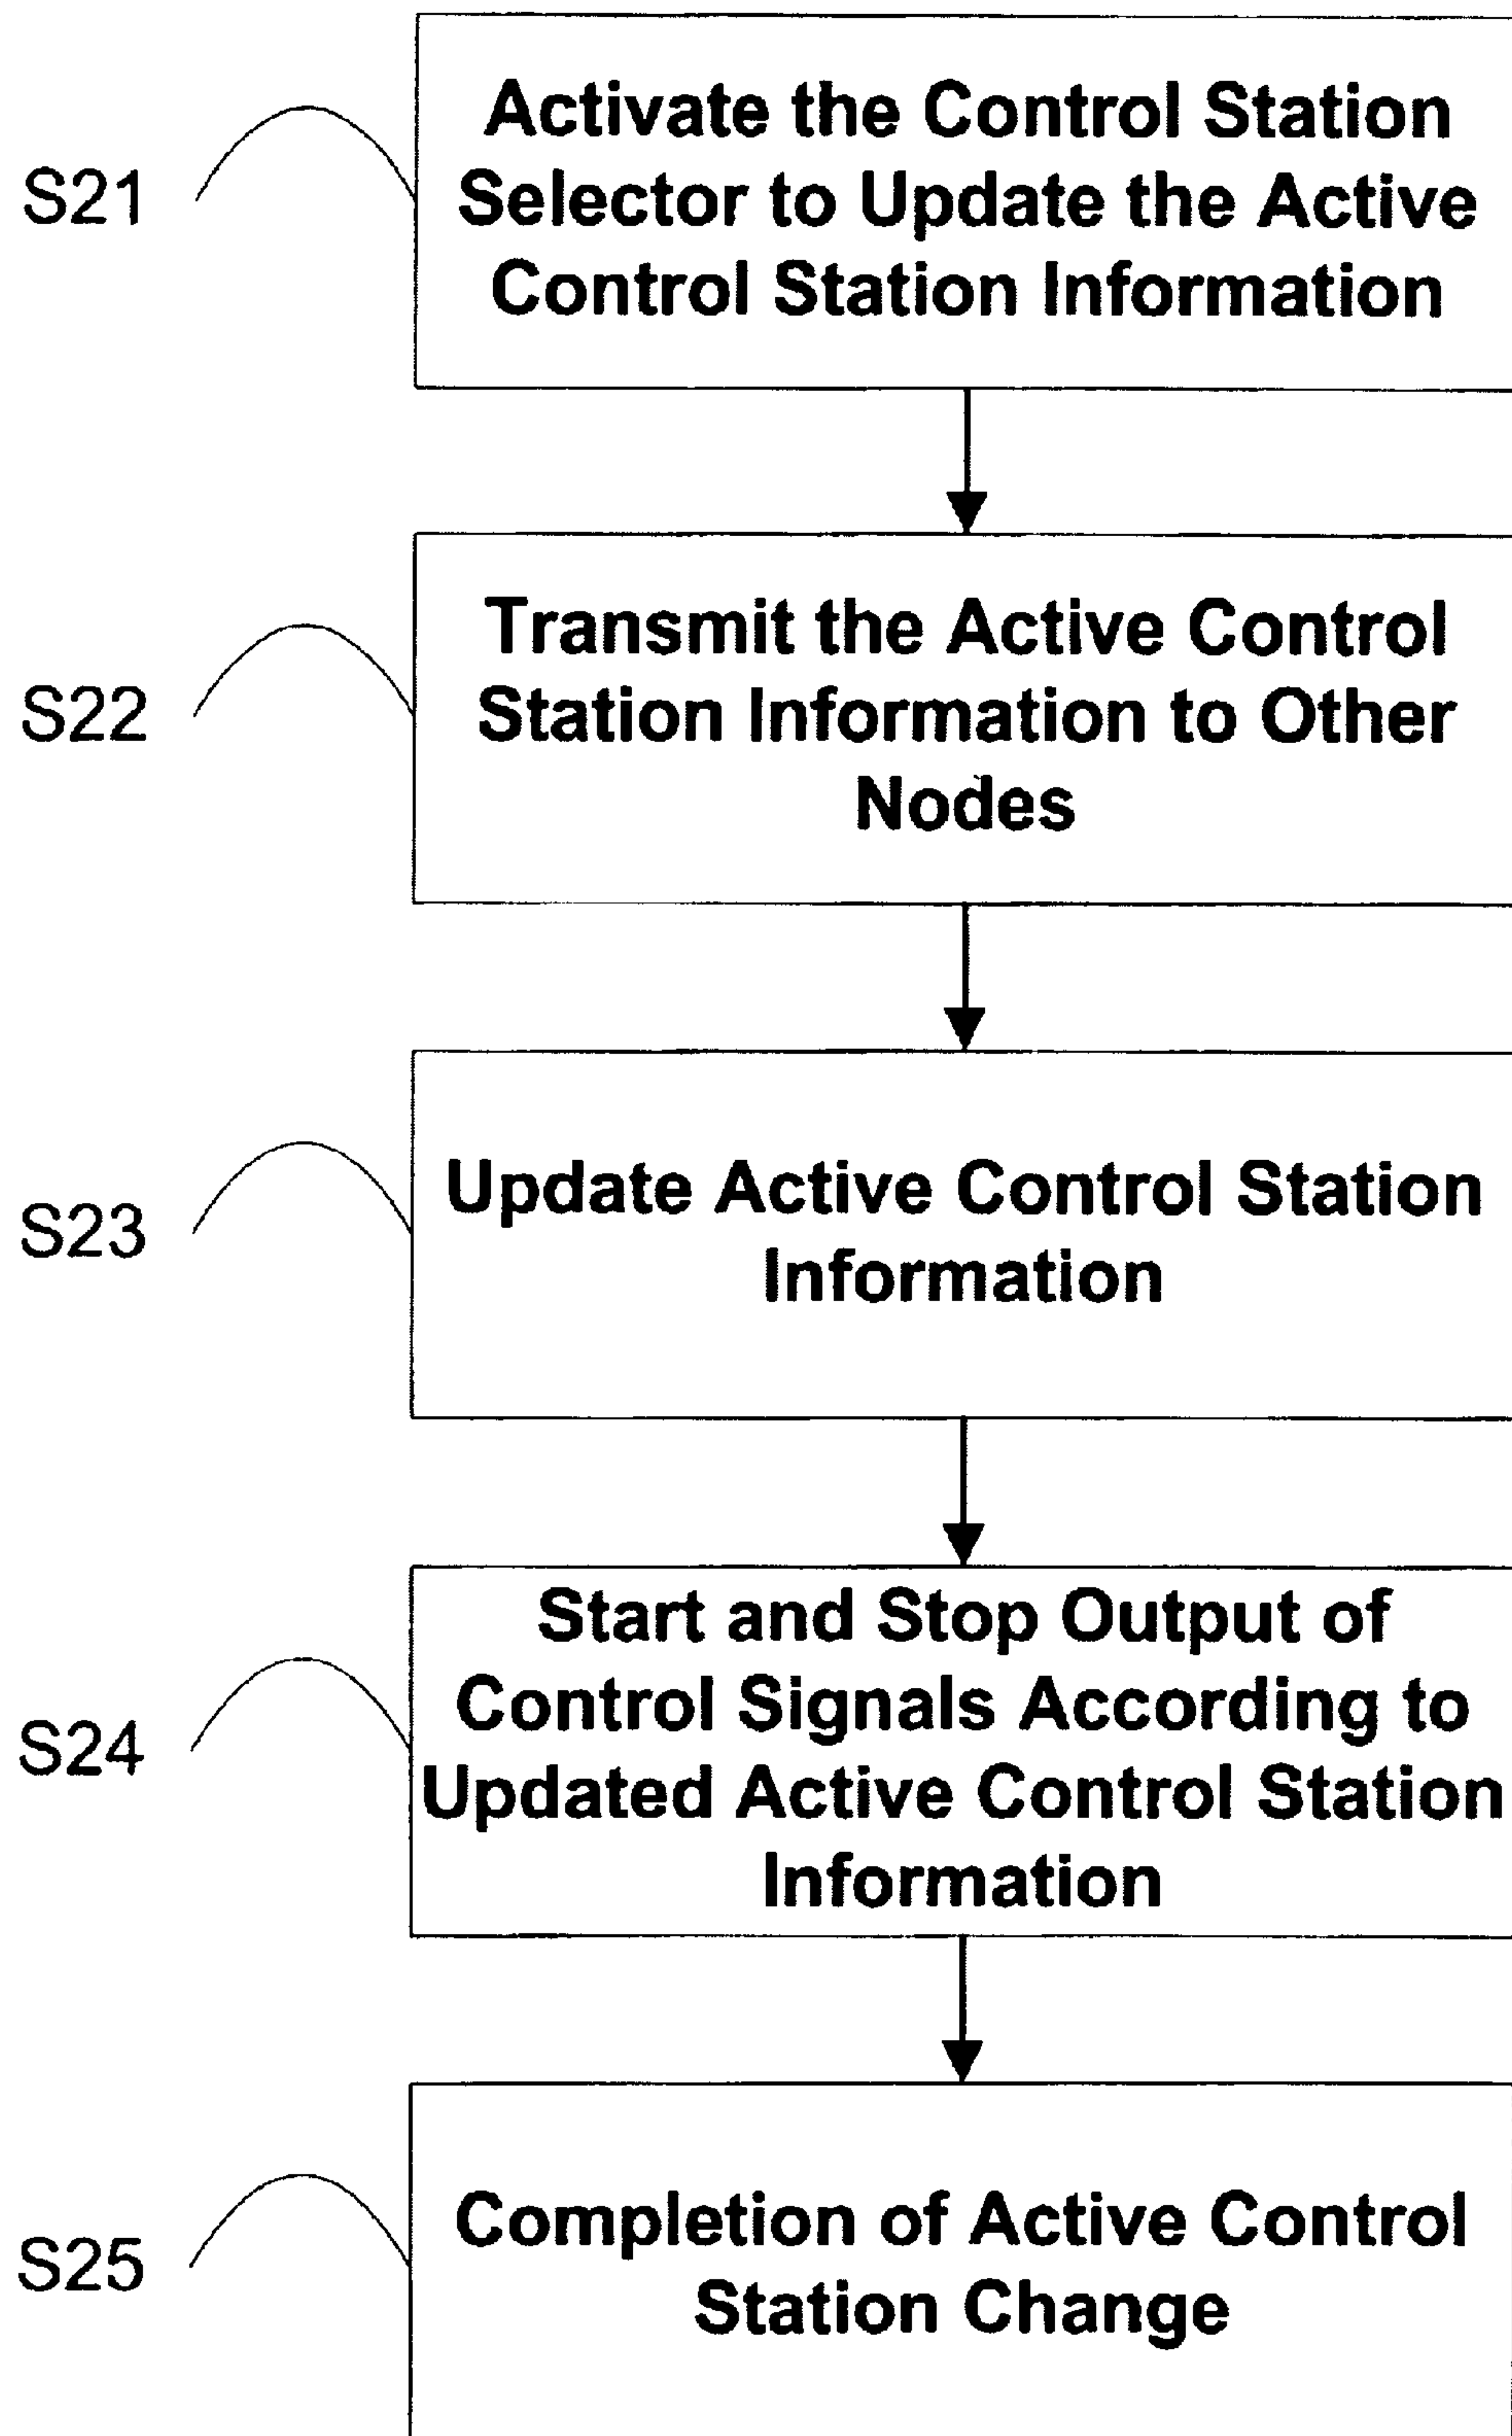 S21
Activate the Control Station
Selector to Update the Active
Control Station Information
S22
Transmit the Active Control
Station Information to Other
Nodes
S23
Update Active Control Station
Information
S24
Start and Stop Output of
Control Signals According to
Updated Active Control Station
Information
S25
Completion of Active Control
Station Change